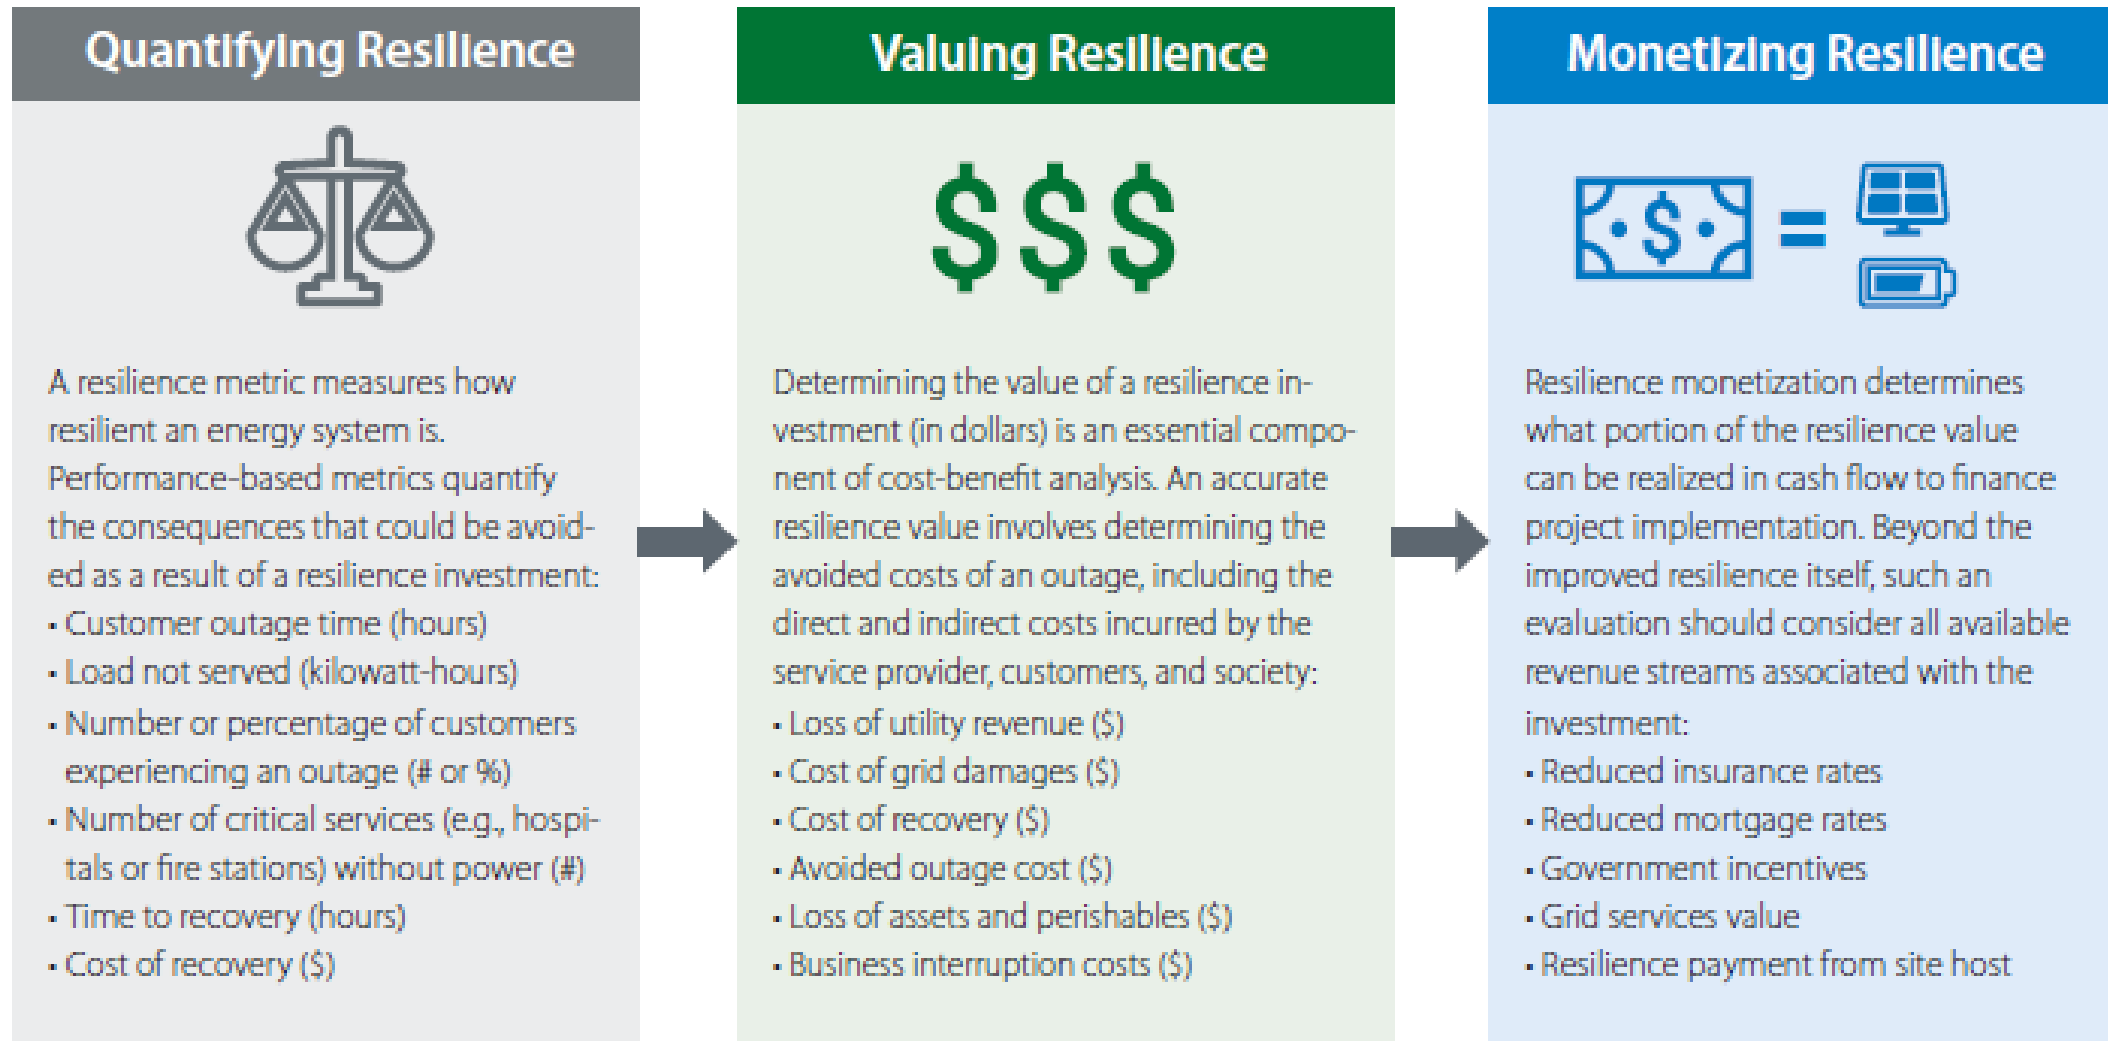 Quantifying Resilience
A resilience metric measures how
resilient an energy system is.
Performance-based metrics quantify
the consequences that could be avoid-
ed as a result of a resilience investment:
▪ Customer outage time (hours)
▪ Load not served (kilowatt-hours)
▪ Number or percentage of customers
experiencing an outage (# or %)
▪ Number of critical services (e.g., hospi-
tals or fire stations) without power (#)
▪ Time to recovery (hours)
▪ Cost of recovery ($)
Valuing Resilience
$$$
Determining the value of a resilience in-
vestment (in dollars) is an essential compo-
nent of cost-benefit analysis. An accurate
resilience value involves determining the
avoided costs of an outage, including the
direct and indirect costs incurred by the
service provider, customers, and society:
▪ Loss of utility revenue ($)
▪ Cost of grid damages ($)
▪ Cost of recovery ($)
▪ Avoided outage cost ($)
▪ Loss of assets and perishables ($)
▪ Business interruption costs ($)
Monetizing Resilience
$ =
Resilience monetization determines
what portion of the resilience value
can be realized in cash flow to finance
project implementation. Beyond the
improved resilience itself, such an
evaluation should consider all available
revenue streams associated with the
investment:
▪ Reduced insurance rates
▪ Reduced mortgage rates
▪ Government incentives
▪ Grid services value
▪ Resilience payment from site host